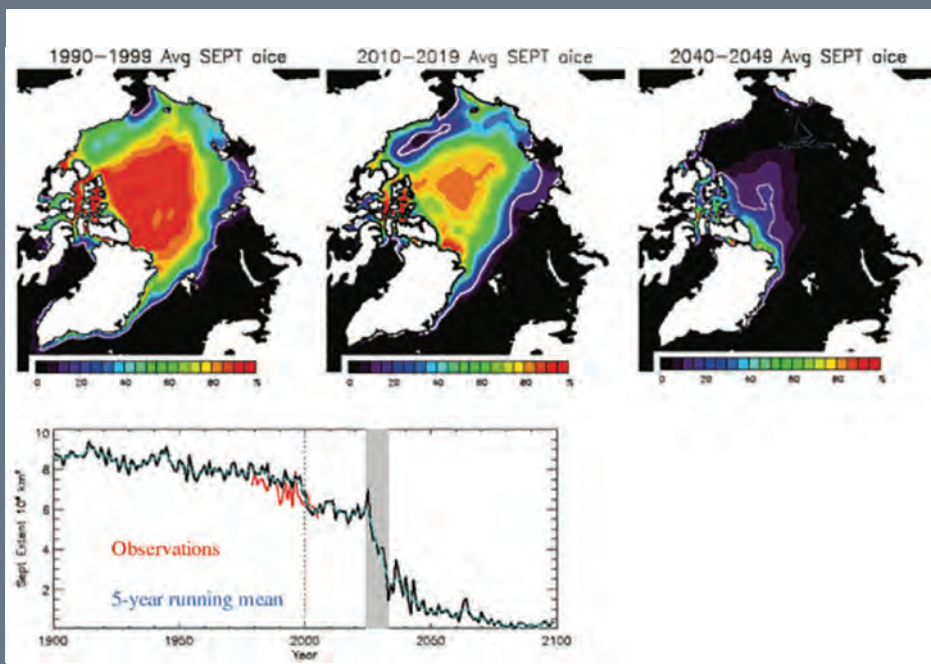 1990-1999 Avg SEPT aice
2010-2019 Avg SEPT aice
2040-2049 Avg SEPT aice
0 20 40 60 80 %
0 20 40 60 80 %
0 20 40 60 80 %
10
8
6
4
2
Sept Extent 10⁶ km²
Observations
5-year running mean
1900 1950 2000 2050 2100
Year